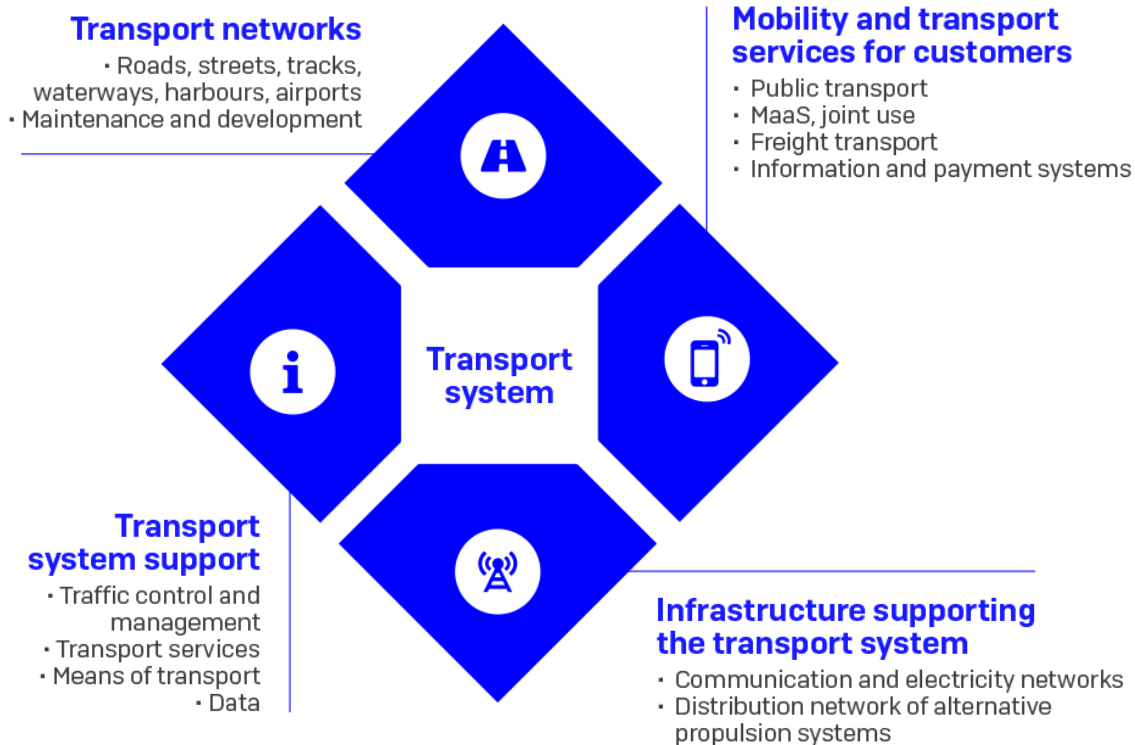 Transport networks
· Roads, streets, tracks,
waterways, harbours, airports
· Maintenance and development
Mobility and transport
services for customers
· Public transport
· MaaS, joint use
· Freight transport
· Information and payment systems
Transport
system
Transport
system support
· Traffic control and
management
· Transport services
· Means of transport
· Data
Infrastructure supporting
the transport system
· Communication and electricity networks
· Distribution network of alternative
propulsion systems